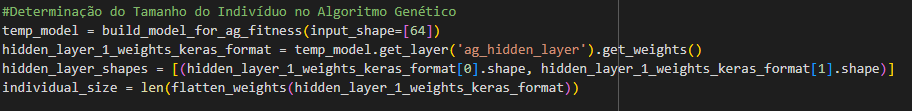 #Determinação do Tamanho do Indivíduo no Algoritmo Genético
temp_model = build_model_for_ag_fitness(input_shape=[64])
hidden_layer_1_weights_keras_format = temp_model.get_layer('ag_hidden_layer').get_weights()
hidden_layer_shapes = [(hidden_layer_1_weights_keras_format[0].shape, hidden_layer_1_weights_keras_format[1].shape)]
individual_size = len(flatten_weights(hidden_layer_1_weights_keras_format))